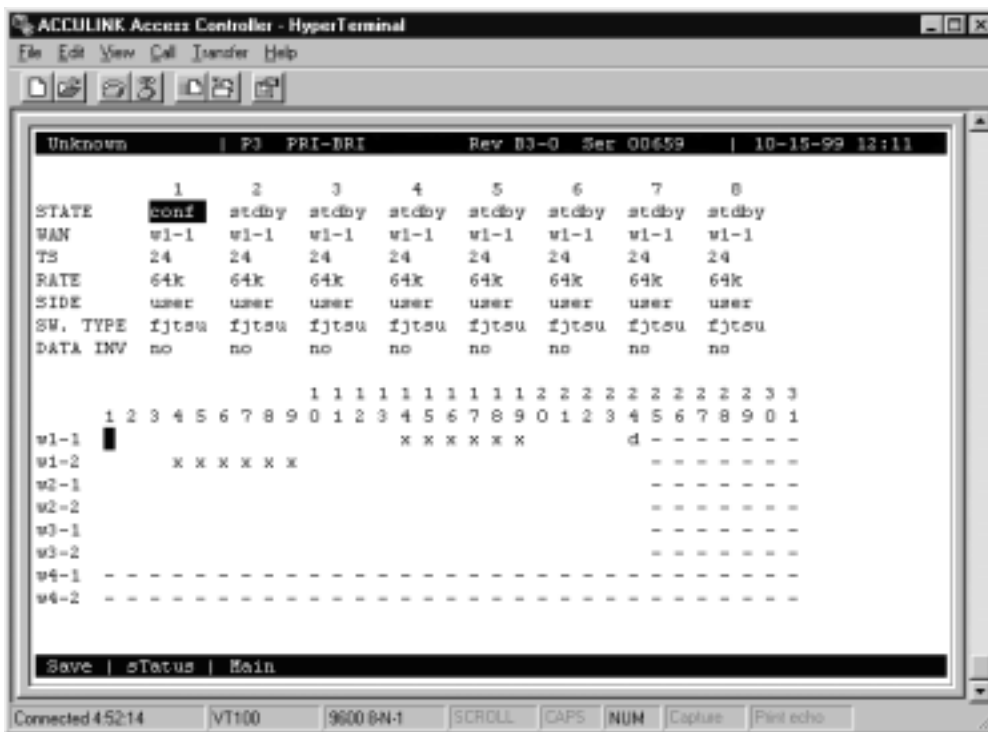 ACCULINK Access Controller - HyperTerminal
File Edit View Call Transfer Help
Unknown | P3 PRI-BRI Rev B3-0 Ser 00659 | 10-15-99 12:11
1 2 3 4 5 6 7 8
STATE conf stdby stdby stdby stdby stdby stdby stdby
WAN w1-1 w1-1 w1-1 w1-1 w1-1 w1-1 w1-1 w1-1
TS 24 24 24 24 24 24 24 24
RATE 64k 64k 64k 64k 64k 64k 64k 64k
SIDE user user user user user user user user
SW. TYPE fjtsu fjtsu fjtsu fjtsu fjtsu fjtsu fjtsu fjtsu
DATA INV no no no no no no no no
1 1 1 1 1 1 1 1 1 1 2 2 2 2 2 2 2 2 2 2 3 3
1 2 3 4 5 6 7 8 9 0 1 2 3 4 5 6 7 8 9 0 1 2 3 4 5 6 7 8 9 0 1
w1-1 x x x x x x d - - - - - - -
w1-2 x x x x x x - - - - - - -
w2-1 - - - - - - -
w2-2 - - - - - - -
w3-1 - - - - - - -
w3-2 - - - - - - -
w4-1 - - - - - - - - - - - - - - - - - - - - - - - - - - - - - - -
w4-2 - - - - - - - - - - - - - - - - - - - - - - - - - - - - - - -
Save | sTatus | Main
Connected 4:52:14 VT100 9600 8-N-1 SCROLL CAPS NUM Capture Print echo